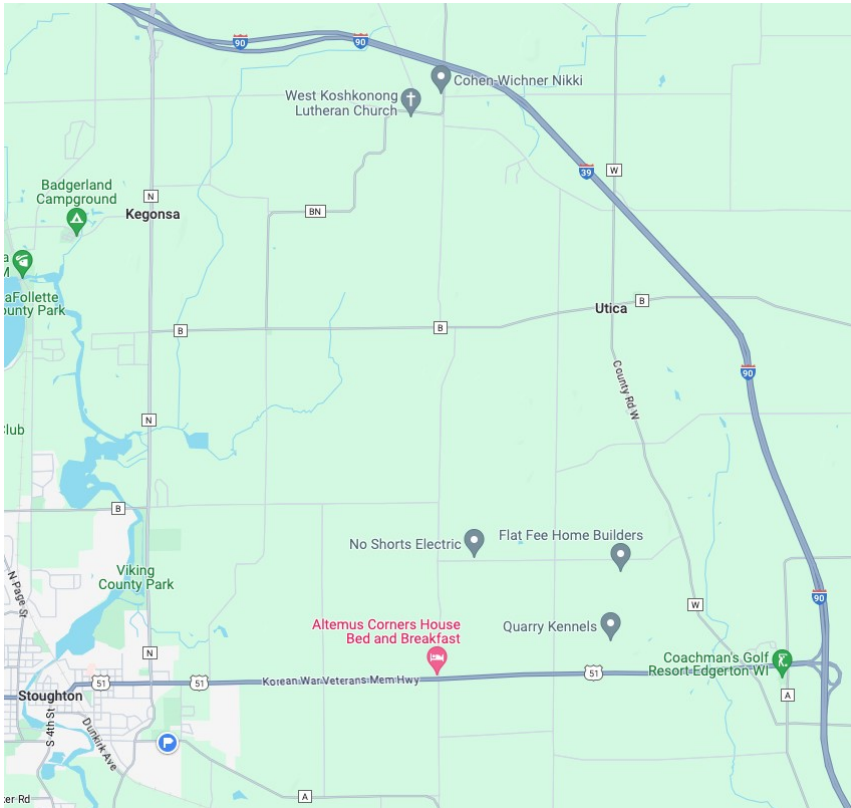 90
90
Cohen-Wichner Nikki
West Koshkonong
Lutheran Church
39
W
Badgerland
Campground
N
BN
Kegonsa
a
M
aFollette
ounty Park
B
Utica
B
B
90
County Rd W
N
Club
B
No Shorts Electric
Flat Fee Home Builders
N Page St
Viking
County Park
90
W
Altemus Corners House
Bed and Breakfast
Quarry Kennels
N
Coachman's Golf
Resort Edgerton WI
51
51
Korean War Veterans Mem Hwy
51
Stoughton
A
S 4th St
Dunkirk Ave
P
A
ter Rd